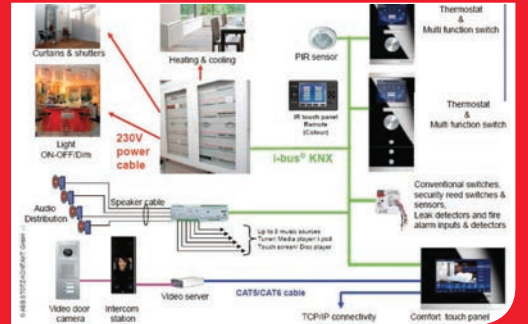 Curtains & shutters
Heating & cooling
PIR sensor
Thermostat
&
Multi function switch
IR touch panel
Remote
(Colour)
Thermostat
&
Multi function switch
Light
ON-OFF/Dim
230V
power
cable
i-bus® KNX
Conventional switches,
security reed switches &
sensors,
Leak detectors and fire
alarm inputs & detectors
Audio
Distribution
Speaker cable
Up to 8 music sources
Tuner/ Media player/ i-pod
Touch screen/ Disc player
Video door
camera
Intercom
station
Video server
CAT5/CAT6 cable
TCP/IP connectivity
Comfort touch panel